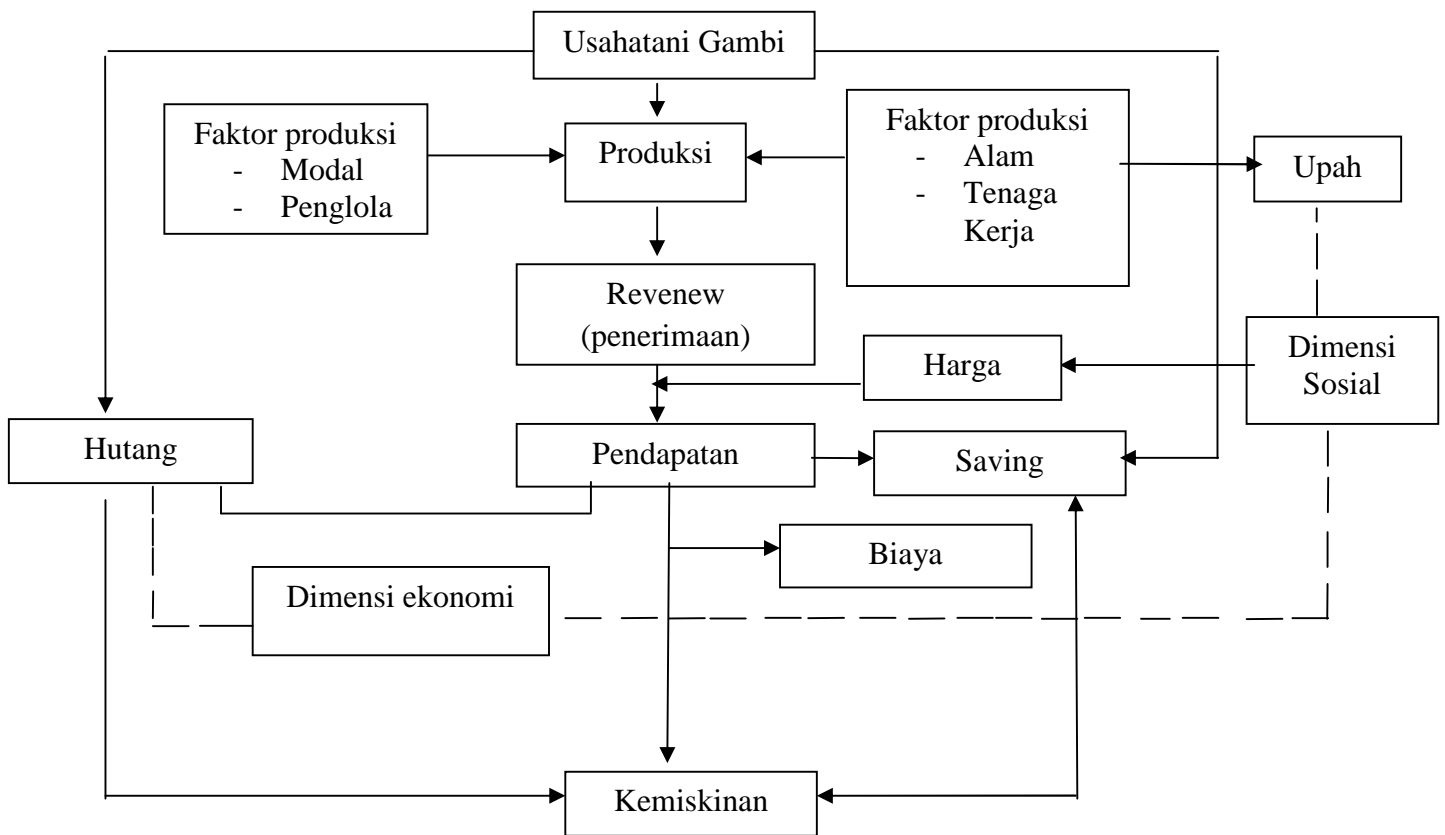 Usahatani Gambi
Faktor produksi
- Modal
- Penglola
Produksi
Faktor produksi
- Alam
- Tenaga
Kerja
Upah
Revenew
(penerimaan)
Harga
Dimensi
Sosial
Hutang
Pendapatan
Saving
Biaya
Dimensi ekonomi
Kemiskinan